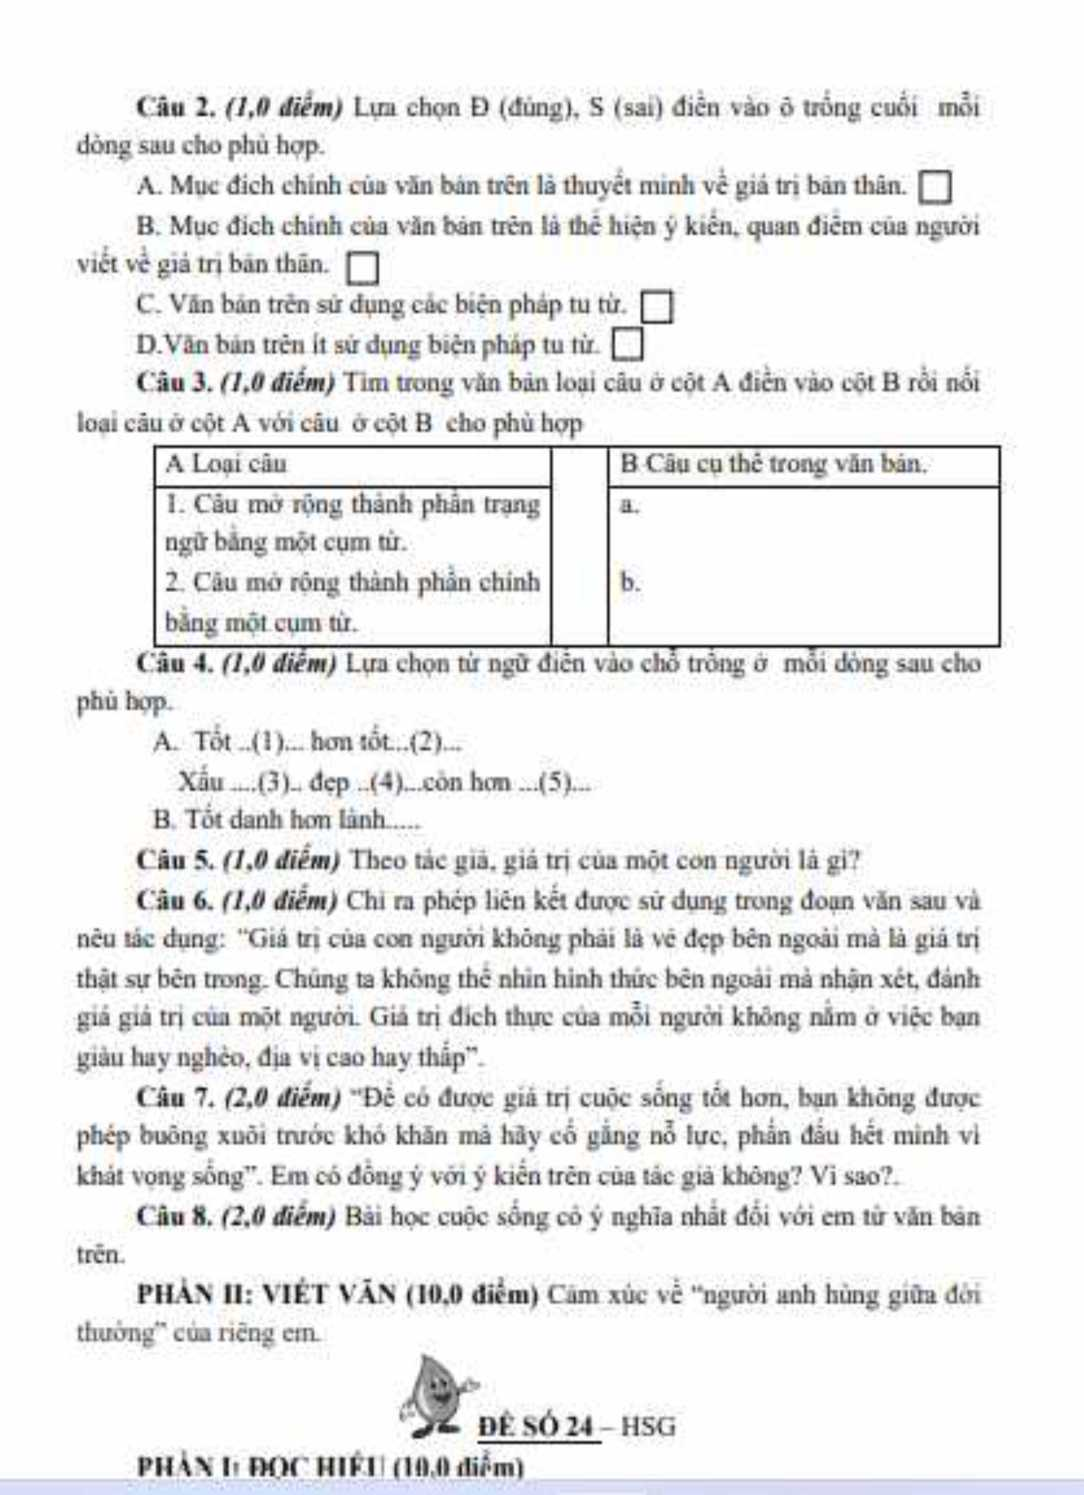 Câu 2. (1,0 điểm) Lựa chọn Đ (đúng), S (sai) điền vào ô trống cuối mỗi
dòng sau cho phù hợp.
A. Mục đích chính của văn bản trên là thuyết minh về giá trị bản thân.
B. Mục đích chính của văn bản trên là thể hiện ý kiến, quan điểm của người
viết về giá trị bản thân.
C. Văn bản trên sử dụng các biện pháp tu từ.
D.Văn bản trên ít sử dụng biện pháp tu từ.
Câu 3. (1,0 điểm) Tìm trong văn bản loại câu ở cột A điền vào cột B rồi nối
loại câu ở cột A với câu ở cột B cho phù hợp
A Loại câu
B Câu cụ thể trong văn bản.
1. Câu mở rộng thành phần trạng
ngữ bằng một cụm từ.
a.
2. Câu mở rộng thành phần chính
bằng một cụm từ.
b.
Câu 4. (1,0 điểm) Lựa chọn từ ngữ điền vào chỗ trống ở mỗi dòng sau cho
phù hợp.
A. Tốt ..(1)... hơn tốt...(2)...
Xấu ....(3).. đẹp ..(4)...còn hơn ...(5)...
B. Tốt danh hơn lành.....
Câu 5. (1,0 điểm) Theo tác giả, giá trị của một con người là gì?
Câu 6. (1,0 điểm) Chỉ ra phép liên kết được sử dụng trong đoạn văn sau và
nêu tác dụng: "Giá trị của con người không phải là vẻ đẹp bên ngoài mà là giá trị
thật sự bên trong. Chúng ta không thể nhìn hình thức bên ngoài mà nhận xét, đánh
giá giá trị của một người. Giá trị đích thực của mỗi người không nằm ở việc bạn
giàu hay nghèo, địa vị cao hay thấp".
Câu 7. (2,0 điểm) "Để có được giá trị cuộc sống tốt hơn, bạn không được
phép buông xuôi trước khó khăn mà hãy cố gắng nỗ lực, phấn đấu hết mình vì
khát vọng sống". Em có đồng ý với ý kiến trên của tác giả không? Vì sao?.
Câu 8. (2,0 điểm) Bài học cuộc sống có ý nghĩa nhất đối với em từ văn bản
trên.
PHẦN II: VIẾT VĂN (10,0 điểm) Cảm xúc về "người anh hùng giữa đời
thường" của riêng em.
ĐỀ SỐ 24 – HSG
PHẦN I: ĐỌC HIỂU (10,0 điểm)